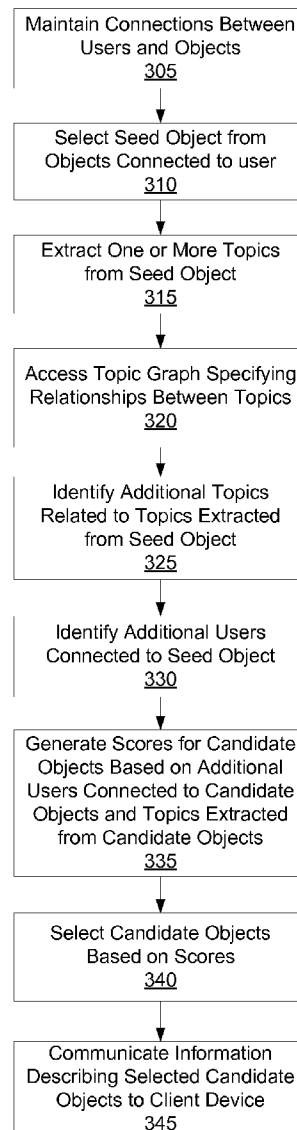 Maintain Connections Between
Users and Objects
305
Select Seed Object from
Objects Connected to user
310
Extract One or More Topics
from Seed Object
315
Access Topic Graph Specifying
Relationships Between Topics
320
Identify Additional Topics
Related to Topics Extracted
from Seed Object
325
Identify Additional Users
Connected to Seed Object
330
Generate Scores for Candidate
Objects Based on Additional
Users Connected to Candidate
Objects and Topics Extracted
from Candidate Objects
335
Select Candidate Objects
Based on Scores
340
Communicate Information
Describing Selected Candidate
Objects to Client Device
345